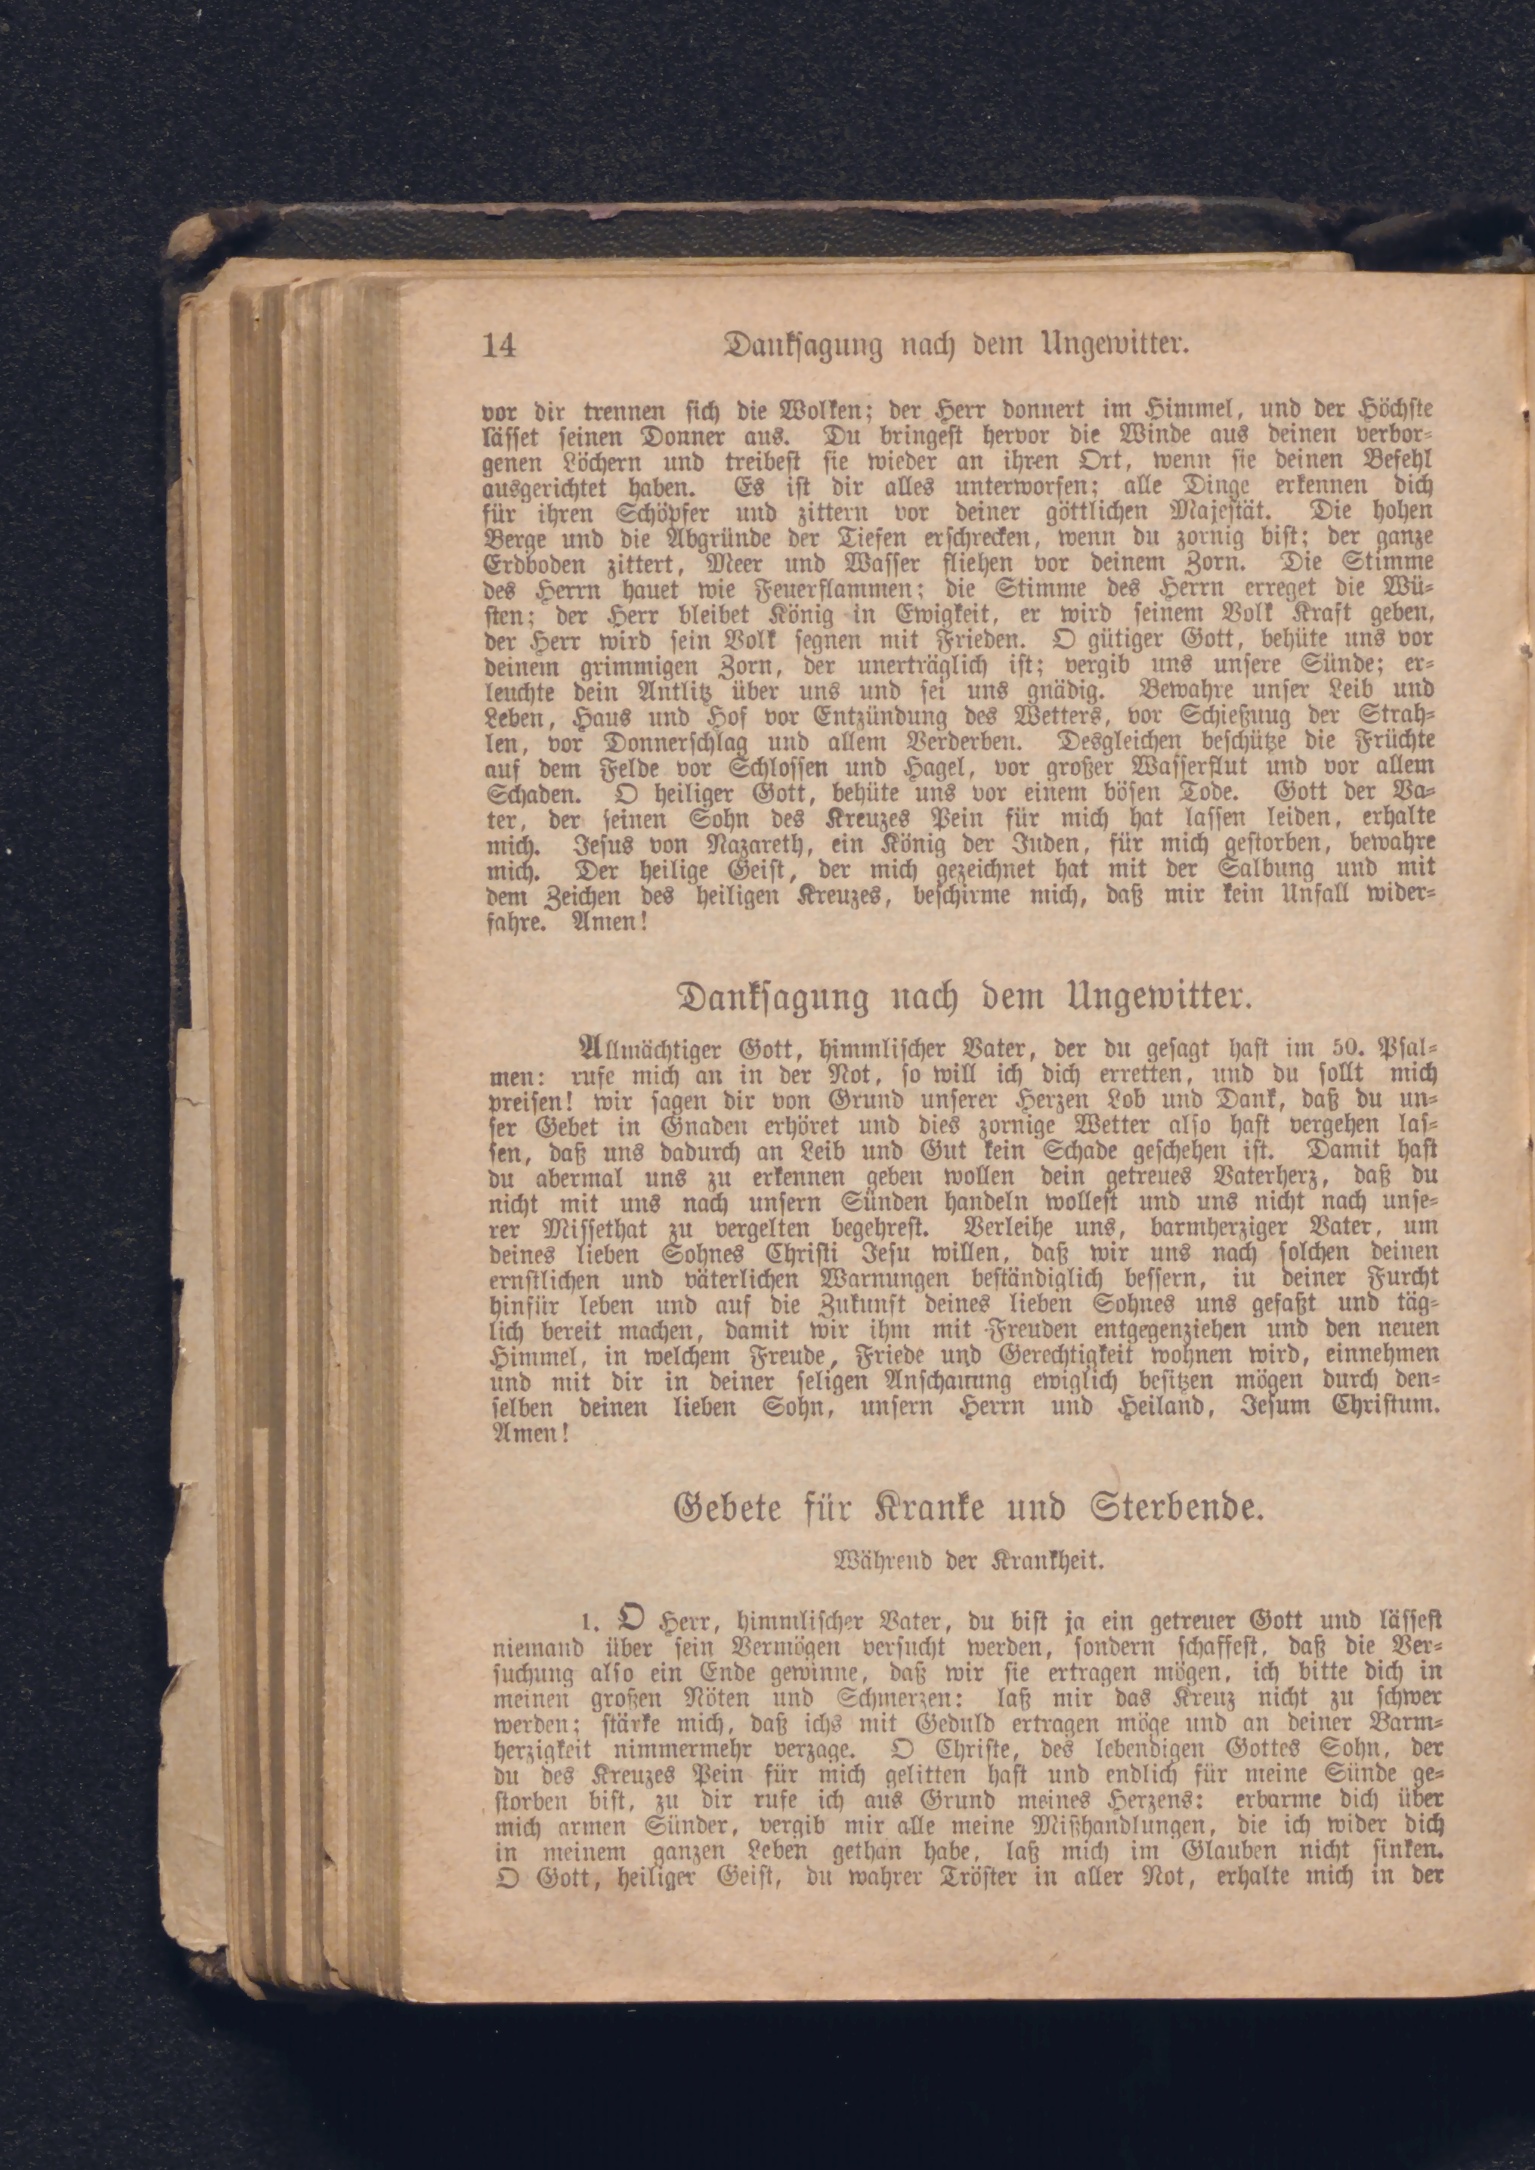 14 Danksagung nach dem Ungewitter.
vor dir trennen sich die Wolken; der Herr donnert im Himmel, und der Höchste
lässet seinen Donner aus. Du bringest hervor die Winde aus deinen verbor-
genen Löchern und treibest sie wieder an ihren Ort, wenn sie deinen Befehl
ausgerichtet haben. Es ist dir alles unterworfen; alle Dinge erkennen dich
für ihren Schöpfer und zittern vor deiner göttlichen Majestät. Die hohen
Berge und die Abgründe der Tiefen erschrecken, wenn du zornig bist; der ganze
Erdboden zittert, Meer und Wasser fliehen vor deinem Zorn. Die Stimme
des Herrn hauet wie Feuerflammen; die Stimme des Herrn erreget die Wü-
sten; der Herr bleibet König in Ewigkeit, er wird seinem Volk Kraft geben,
der Herr wird sein Volk segnen mit Frieden. O gütiger Gott, behüte uns vor
deinem grimmigen Zorn, der unerträglich ist; vergib uns unsere Sünde; er-
leuchte dein Antlitz über uns und sei uns gnädig. Bewahre unser Leib und
Leben, Haus und Hof vor Entzündung des Wetters, vor Schießuug der Strah-
len, vor Donnerschlag und allem Verderben. Desgleichen beschütze die Früchte
auf dem Felde vor Schlossen und Hagel, vor großer Wasserflut und vor allem
Schaden. O heiliger Gott, behüte uns vor einem bösen Tode. Gott der Va-
ter, der seinen Sohn des Kreuzes Pein für mich hat lassen leiden, erhalte
mich. Jesus von Nazareth, ein König der Juden, für mich gestorben, bewahre
mich. Der heilige Geist, der mich gezeichnet hat mit der Salbung und mit
dem Zeichen des heiligen Kreuzes, beschirme mich, daß mir kein Unfall wider-
fahre. Amen!
Danksagung nach dem Ungewitter.
Allmächtiger Gott, himmlischer Vater, der du gesagt hast im 50. Psal-
men: rufe mich an in der Not, so will ich dich erretten, und du sollt mich
preisen! wir sagen dir von Grund unserer Herzen Lob und Dank, daß du un-
ser Gebet in Gnaden erhöret und dies zornige Wetter also hast vergehen las-
sen, daß uns dadurch an Leib und Gut kein Schade geschehen ist. Damit hast
du abermal uns zu erkennen geben wollen dein getreues Vaterherz, daß du
nicht mit uns nach unsern Sünden handeln wollest und uns nicht nach unse-
rer Missethat zu vergelten begehrest. Verleihe uns, barmherziger Vater, um
deines lieben Sohnes Christi Jesu willen, daß wir uns nach solchen deinen
ernstlichen und väterlichen Warnungen beständiglich bessern, iu deiner Furcht
hinfür leben und auf die Zukunft deines lieben Sohnes uns gefaßt und täg-
lich bereit machen, damit wir ihm mit Freuden entgegenziehen und den neuen
Himmel, in welchem Freude, Friede und Gerechtigkeit wohnen wird, einnehmen
und mit dir in deiner seligen Anschauung ewiglich besitzen mögen durch den-
selben deinen lieben Sohn, unsern Herrn und Heiland, Jesum Christum.
Amen!
Gebete für Kranke und Sterbende.
Während der Krankheit.
1. O Herr, himmlischer Vater, du bist ja ein getreuer Gott und lässest
niemand über sein Vermögen versucht werden, sondern schaffest, daß die Ver-
suchung also ein Ende gewinne, daß wir sie ertragen mögen, ich bitte dich in
meinen großen Nöten und Schmerzen: laß mir das Kreuz nicht zu schwer
werden; stärke mich, daß ichs mit Geduld ertragen möge und an deiner Barm-
herzigkeit nimmermehr verzage. O Christe, des lebendigen Gottes Sohn, der
du des Kreuzes Pein für mich gelitten hast und endlich für meine Sünde ge-
storben bist, zu dir rufe ich aus Grund meines Herzens: erbarme dich über
mich armen Sünder, vergib mir alle meine Mißhandlungen, die ich wider dich
in meinem ganzen Leben gethan habe, laß mich im Glauben nicht sinken.
O Gott, heiliger Geist, du wahrer Tröster in aller Not, erhalte mich in der